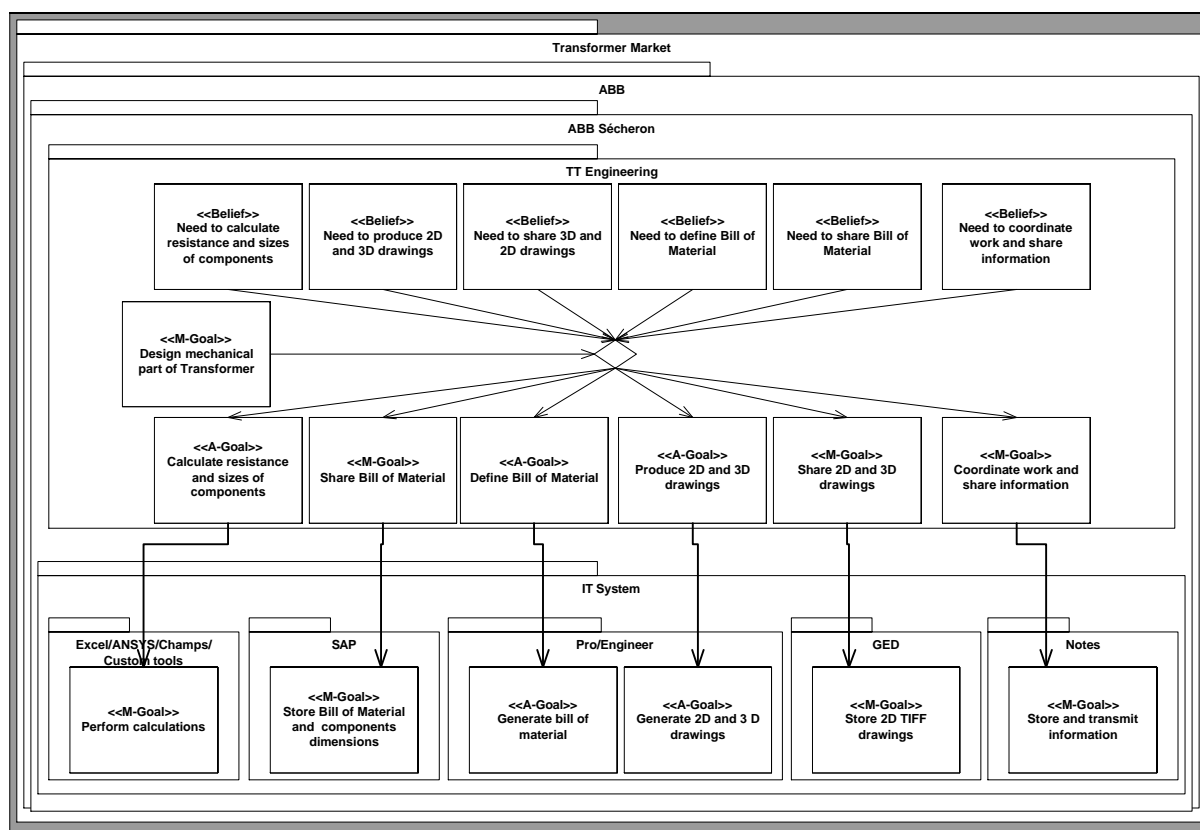 Transformer Market
ABB
ABB Sécheron
TT Engineering
<<Belief>>
Need to calculate
resistance and sizes
of components
<<Belief>>
Need to produce 2D
and 3D drawings
<<Belief>>
Need to share 3D and
2D drawings
<<Belief>>
Need to define Bill of
Material
<<Belief>>
Need to share Bill of
Material
<<Belief>>
Need to coordinate
work and share
information
<<M-Goal>>
Design mechanical
part of Transformer
<<A-Goal>>
Calculate resistance
and sizes of
components
<<M-Goal>>
Share Bill of Material
<<A-Goal>>
Define Bill of Material
<<A-Goal>>
Produce 2D and 3D
drawings
<<M-Goal>>
Share 2D and 3D
drawings
<<M-Goal>>
Coordinate work and
share information
IT System
Excel/ANSYS/Champs/
Custom tools
<<M-Goal>>
Perform calculations
SAP
<<M-Goal>>
Store Bill of Material
and components
dimensions
Pro/Engineer
<<A-Goal>>
Generate bill of
material
<<A-Goal>>
Generate 2D and 3 D
drawings
GED
<<M-Goal>>
Store 2D TIFF
drawings
Notes
<<M-Goal>>
Store and transmit
information